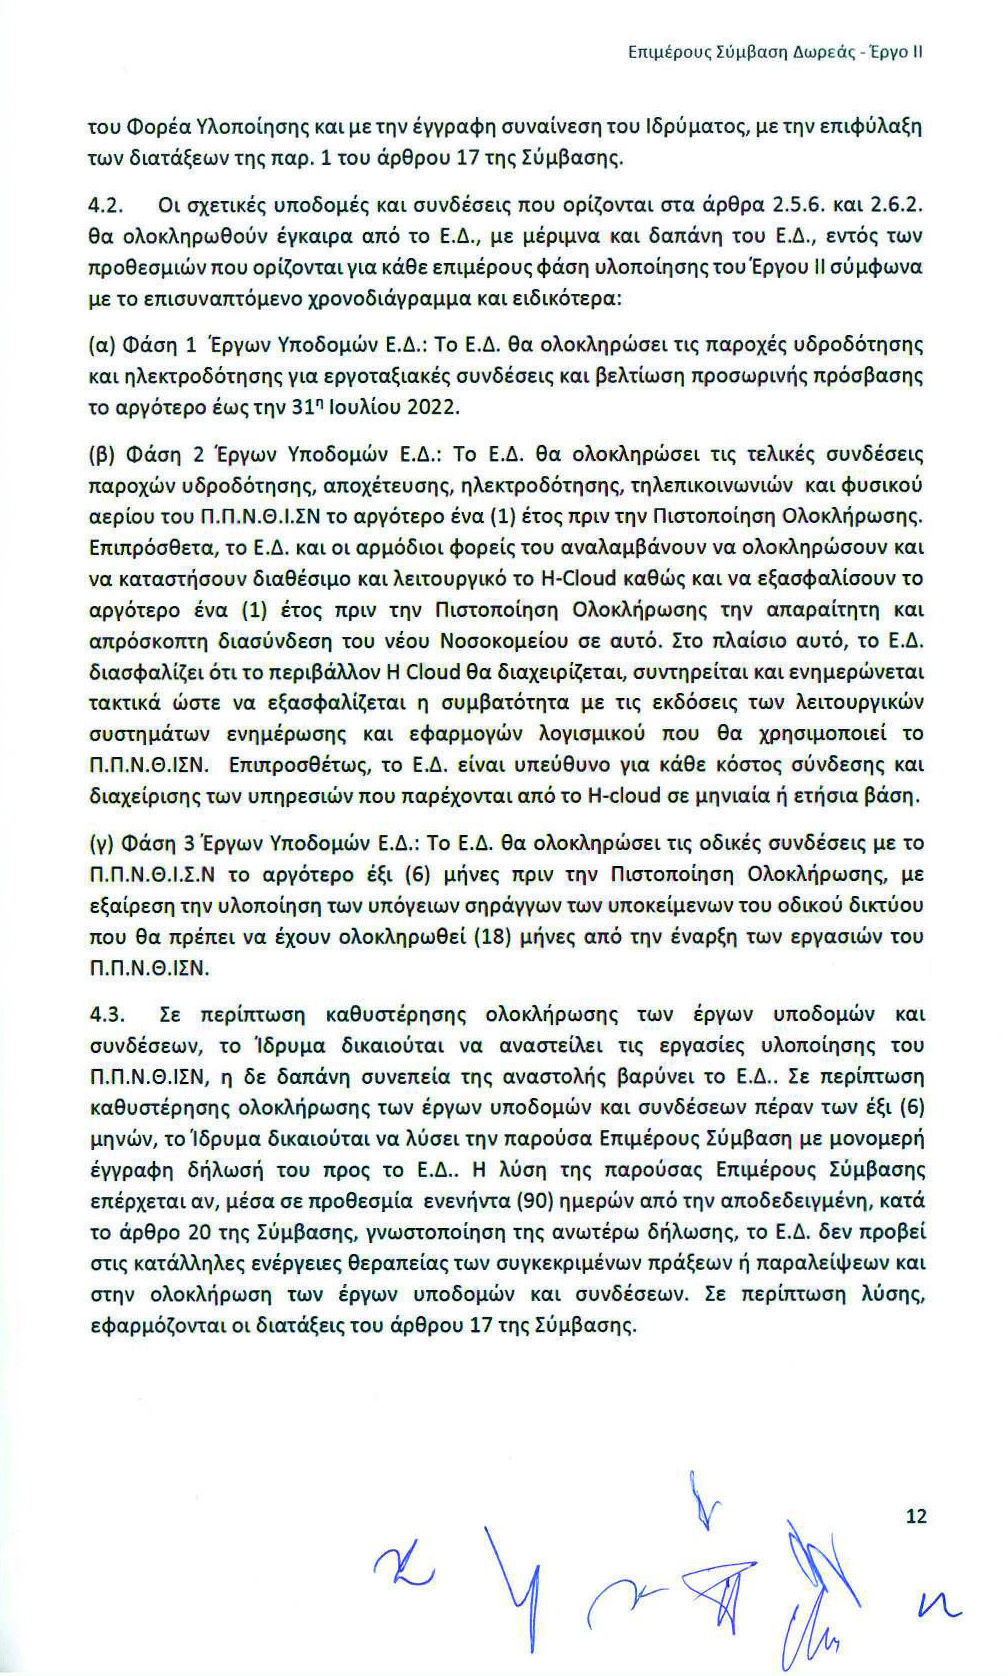 Επιμέρους Σύμβαση Δωρεάς - Έργο ΙΙ
του Φορέα Υλοποίησης και με την έγγραφη συναίνεση του Ιδρύματος, με την επιφύλαξη
των διατάξεων της παρ. 1 του άρθρου 17 της Σύμβασης.
4.2. Οι σχετικές υποδομές και συνδέσεις που ορίζονται στα άρθρα 2.5.6. και 2.6.2.
θα ολοκληρωθούν έγκαιρα από το Ε.Δ., με μέριμνα και δαπάνη του Ε.Δ., εντός των
προθεσμιών που ορίζονται για κάθε επιμέρους φάση υλοποίησης του Έργου ΙΙ σύμφωνα
με το επισυναπτόμενο χρονοδιάγραμμα και ειδικότερα:
(α) Φάση 1 Έργων Υποδομών Ε.Δ.: Το Ε.Δ. θα ολοκληρώσει τις παροχές υδροδότησης
και ηλεκτροδότησης για εργοταξιακές συνδέσεις και βελτίωση προσωρινής πρόσβασης
το αργότερο έως την 31η Ιουλίου 2022.
(β) Φάση 2 Έργων Υποδομών Ε.Δ.: Το Ε.Δ. θα ολοκληρώσει τις τελικές συνδέσεις
παροχών υδροδότησης, αποχέτευσης, ηλεκτροδότησης, τηλεπικοινωνιών και φυσικού
αερίου του Π.Π.Ν.Θ.Ι.ΣΝ το αργότερο ένα (1) έτος πριν την Πιστοποίηση Ολοκλήρωσης.
Επιπρόσθετα, το Ε.Δ. και οι αρμόδιοι φορείς του αναλαμβάνουν να ολοκληρώσουν και
να καταστήσουν διαθέσιμο και λειτουργικό το H-Cloud καθώς και να εξασφαλίσουν το
αργότερο ένα (1) έτος πριν την Πιστοποίηση Ολοκλήρωσης την απαραίτητη και
απρόσκοπτη διασύνδεση του νέου Νοσοκομείου σε αυτό. Στο πλαίσιο αυτό, το Ε.Δ.
διασφαλίζει ότι το περιβάλλον H Cloud θα διαχειρίζεται, συντηρείται και ενημερώνεται
τακτικά ώστε να εξασφαλίζεται η συμβατότητα με τις εκδόσεις των λειτουργικών
συστημάτων ενημέρωσης και εφαρμογών λογισμικού που θα χρησιμοποιεί το
Π.Π.Ν.Θ.ΙΣΝ. Επιπροσθέτως, το Ε.Δ. είναι υπεύθυνο για κάθε κόστος σύνδεσης και
διαχείρισης των υπηρεσιών που παρέχονται από το H-cloud σε μηνιαία ή ετήσια βάση.
(γ) Φάση 3 Έργων Υποδομών Ε.Δ.: Το Ε.Δ. θα ολοκληρώσει τις οδικές συνδέσεις με το
Π.Π.Ν.Θ.Ι.Σ.Ν το αργότερο έξι (6) μήνες πριν την Πιστοποίηση Ολοκλήρωσης, με
εξαίρεση την υλοποίηση των υπόγειων σηράγγων των υποκείμενων του οδικού δικτύου
που θα πρέπει να έχουν ολοκληρωθεί (18) μήνες από την έναρξη των εργασιών του
Π.Π.Ν.Θ.ΙΣΝ.
4.3. Σε περίπτωση καθυστέρησης ολοκλήρωσης των έργων υποδομών και
συνδέσεων, το Ίδρυμα δικαιούται να αναστείλει τις εργασίες υλοποίησης του
Π.Π.Ν.Θ.ΙΣΝ, η δε δαπάνη συνεπεία της αναστολής βαρύνει το Ε.Δ.. Σε περίπτωση
καθυστέρησης ολοκλήρωσης των έργων υποδομών και συνδέσεων πέραν των έξι (6)
μηνών, το Ίδρυμα δικαιούται να λύσει την παρούσα Επιμέρους Σύμβαση με μονομερή
έγγραφη δήλωσή του προς το Ε.Δ.. Η λύση της παρούσας Επιμέρους Σύμβασης
επέρχεται αν, μέσα σε προθεσμία ενενήντα (90) ημερών από την αποδεδειγμένη, κατά
το άρθρο 20 της Σύμβασης, γνωστοποίηση της ανωτέρω δήλωσης, το Ε.Δ. δεν προβεί
στις κατάλληλες ενέργειες θεραπείας των συγκεκριμένων πράξεων ή παραλείψεων και
στην ολοκλήρωση των έργων υποδομών και συνδέσεων. Σε περίπτωση λύσης,
εφαρμόζονται οι διατάξεις του άρθρου 17 της Σύμβασης.
12